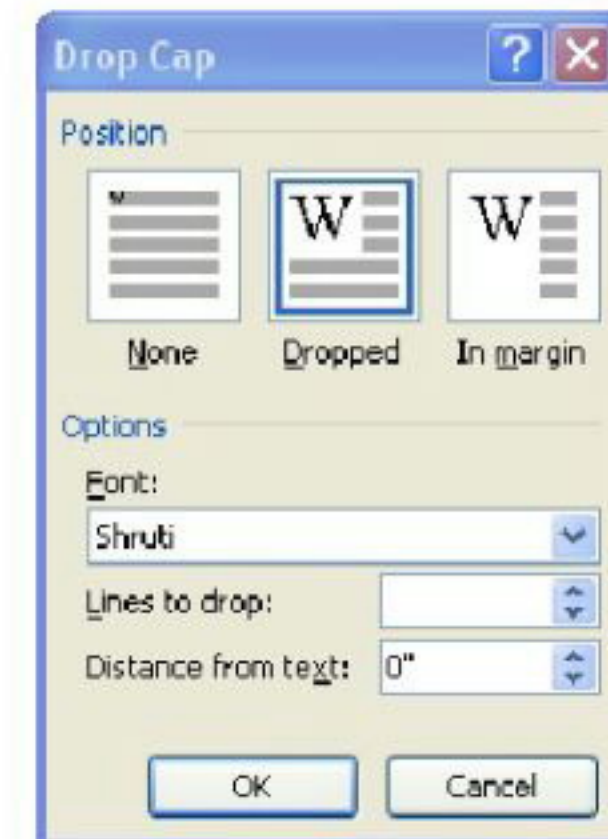 Drop Cap
Position
W W W
None Dropped In margin
Options
Font:
Shruti
Lines to drop:
Distance from text: 0"
OK Cancel